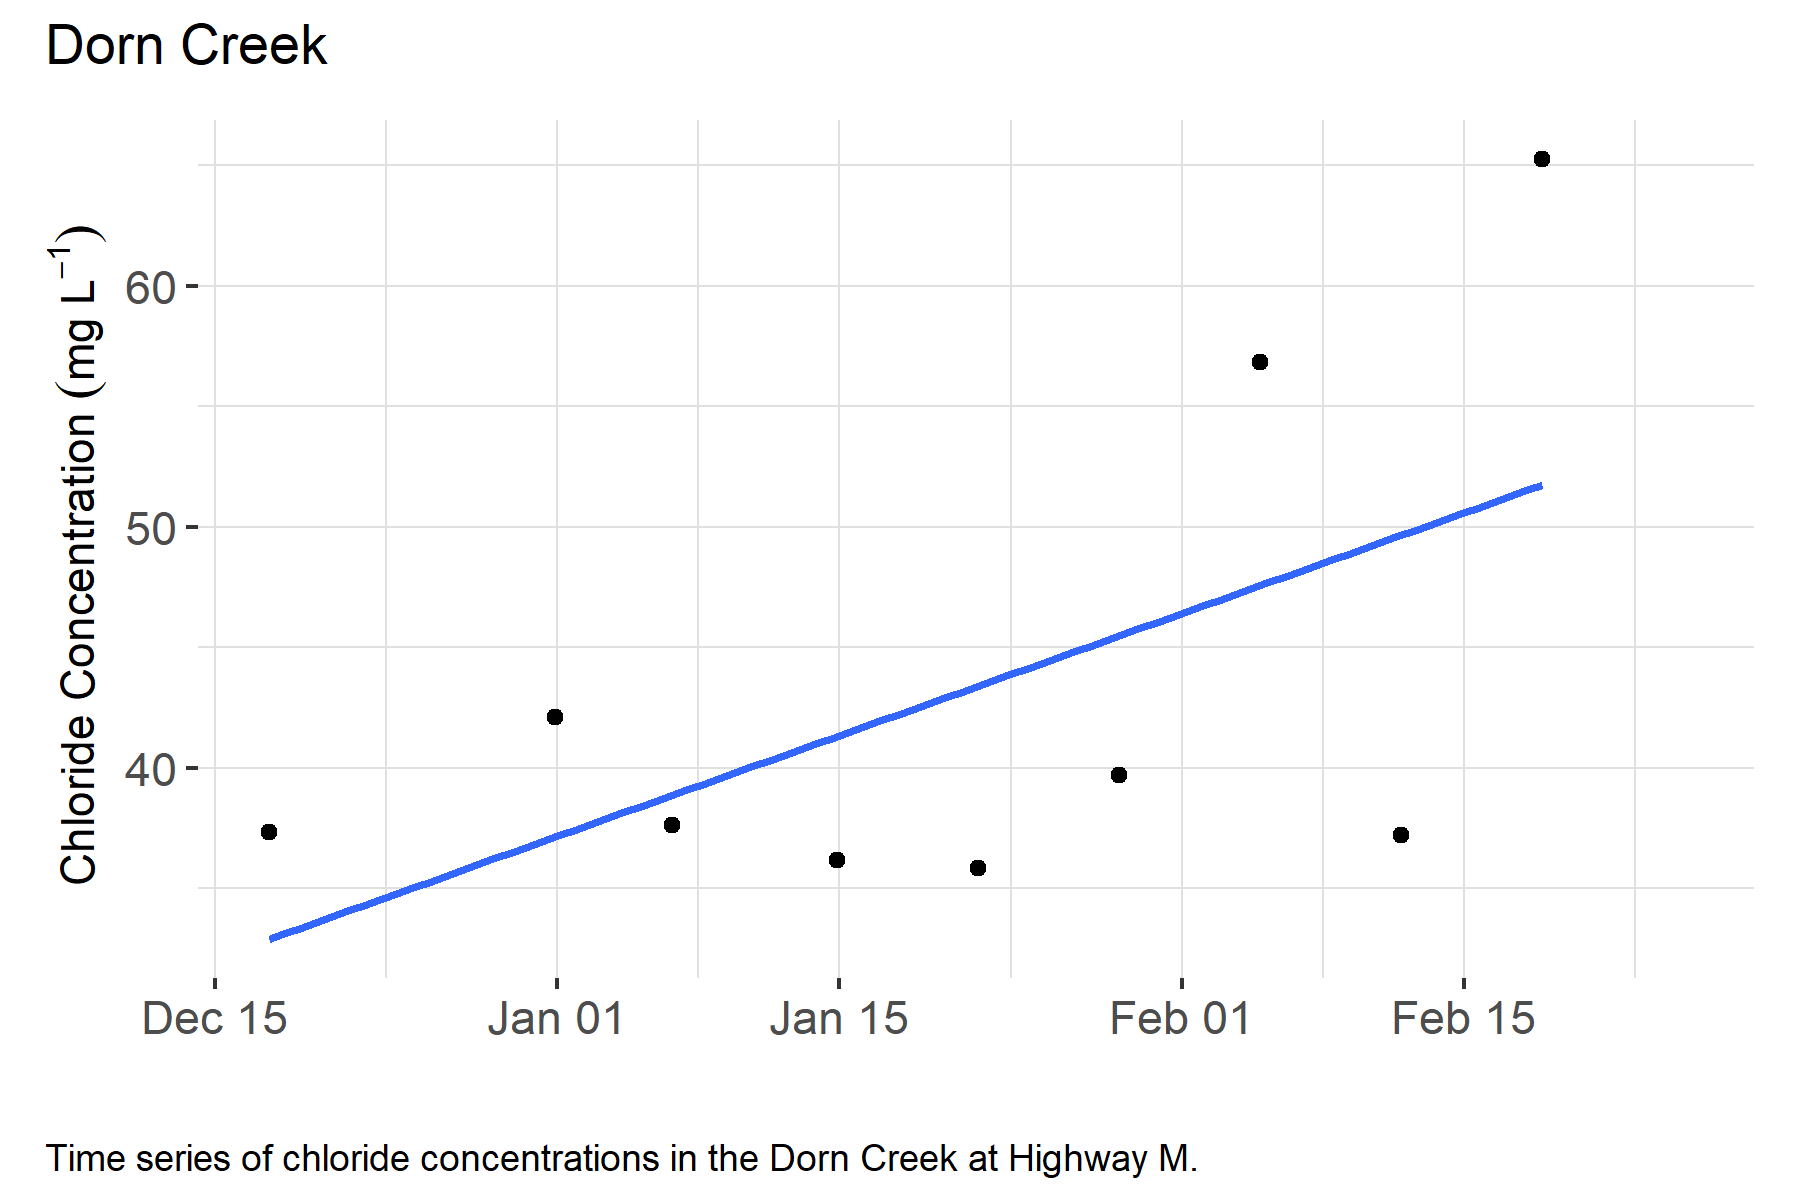 Dorn Creek
Chloride Concentration (mg L⁻¹)
60
50
40
Dec 15
Jan 01
Jan 15
Feb 01
Feb 15
Time series of chloride concentrations in the Dorn Creek at Highway M.